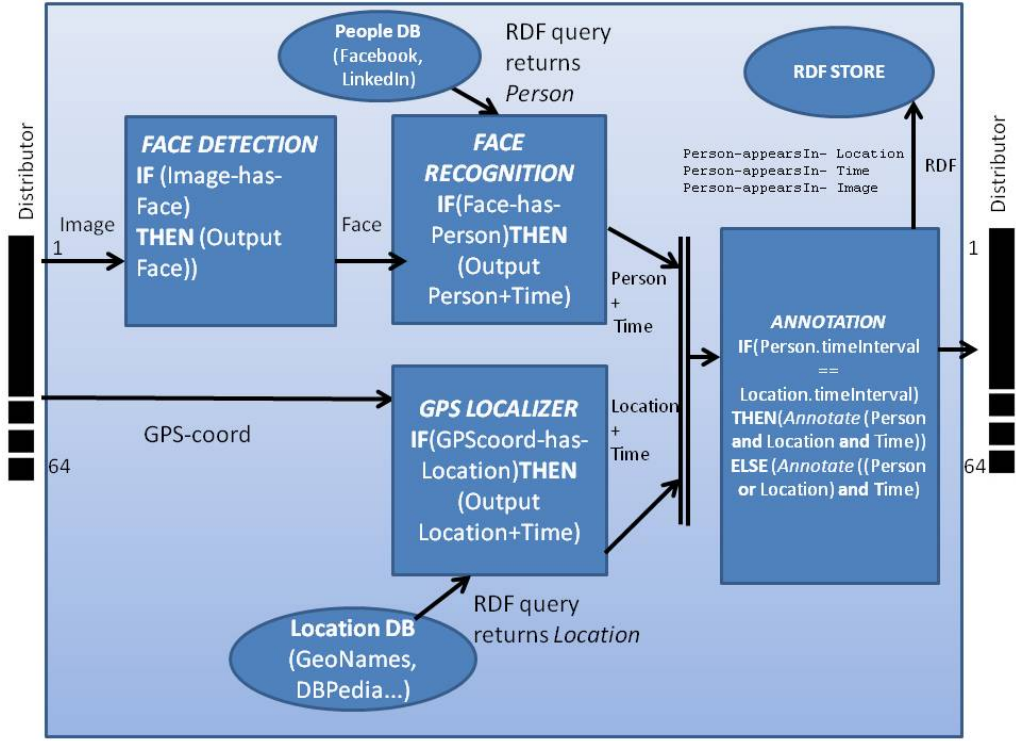 People DB
(Facebook,
LinkedIn)
RDF query
returns
Person
RDF STORE
Distributor
FACE DETECTION
IF (Image-has-
Face)
THEN (Output
Face))
Image
1
Face
FACE
RECOGNITION
IF(Face-has-
Person)THEN
(Output
Person+Time)
Person-appearsIn- Location
Person-appearsIn- Time
Person-appearsIn- Image
RDF
Distributor
1
Person
+
Time
ANNOTATION
IF(Person.timeInterval
==
Location.timeInterval)
THEN(Annotate (Person
and Location and Time))
ELSE (Annotate ((Person
or Location) and Time)
GPS-coord
64
GPS LOCALIZER
IF(GPScoord-has-
Location)THEN
(Output
Location+Time)
Location
+
Time
64
RDF query
returns Location
Location DB
(GeoNames,
DBPedia...)